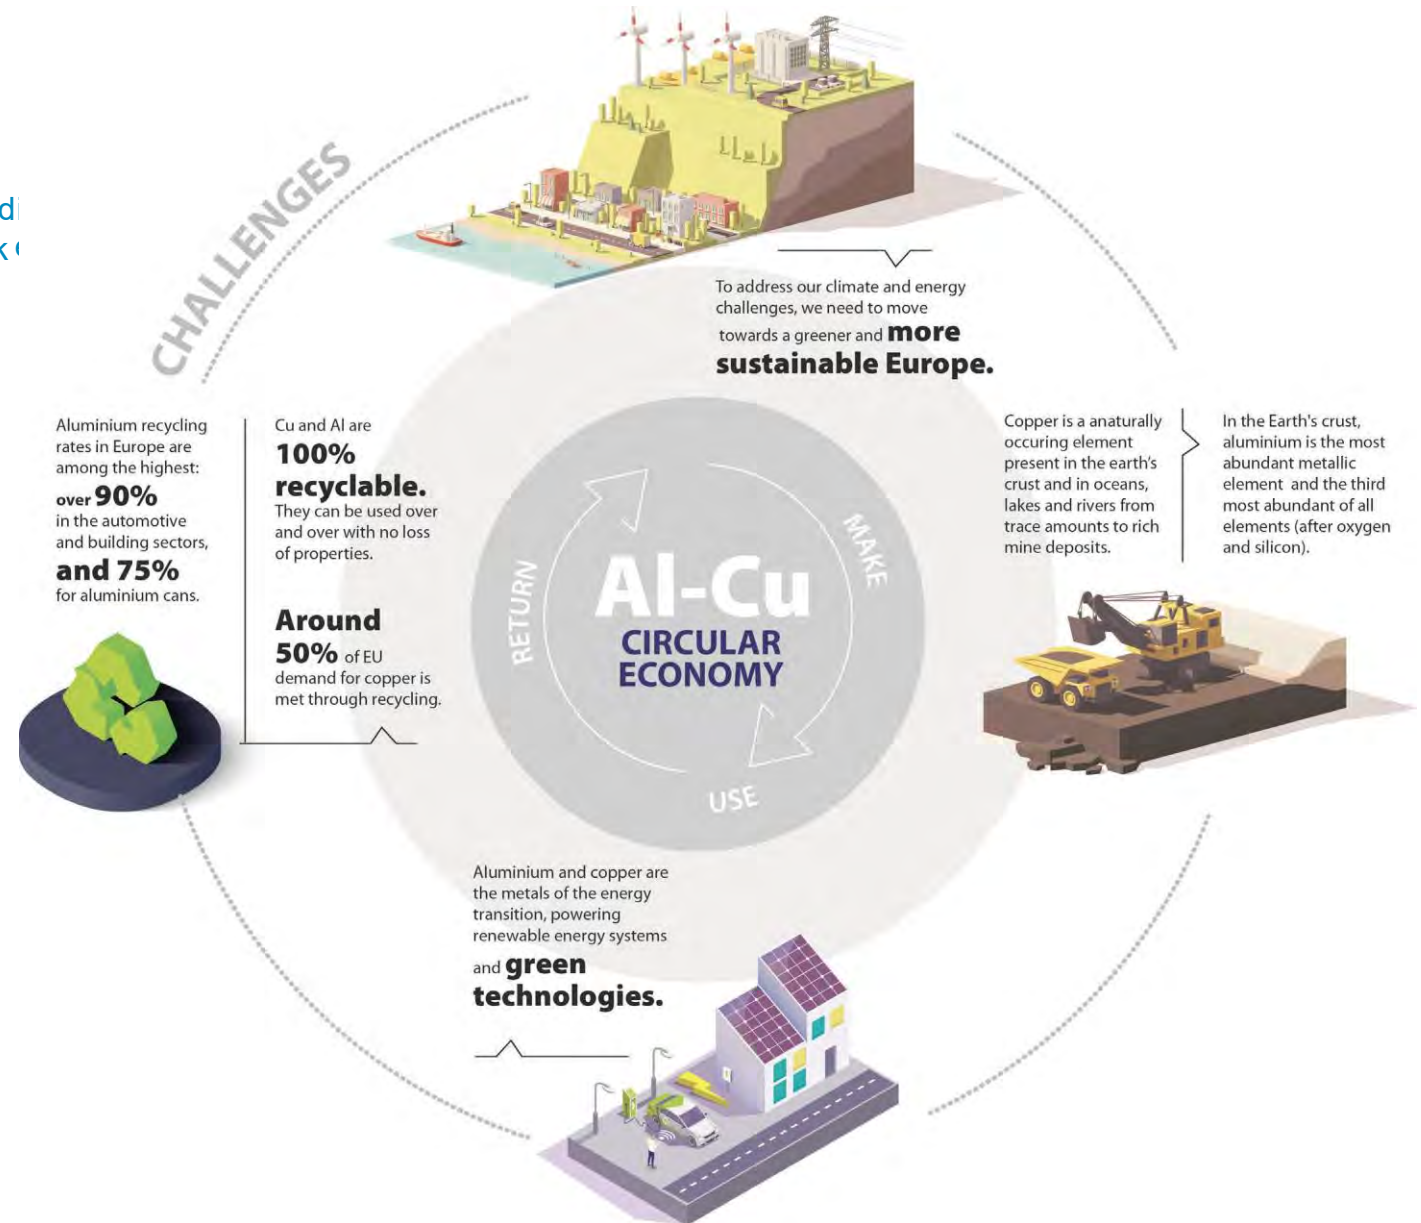 CHALLENGES
To address our climate and energy
challenges, we need to move
towards a greener and more
sustainable Europe.
Aluminium recycling
rates in Europe are
among the highest:
over 90%
in the automotive
and building sectors,
and 75%
for aluminium cans.
Cu and Al are
100%
recyclable.
They can be used over
and over with no loss
of properties.
Around
50% of EU
demand for copper is
met through recycling.
Copper is a anaturally
occuring element
present in the earth's
crust and in oceans,
lakes and rivers from
trace amounts to rich
mine deposits.
In the Earth's crust,
aluminium is the most
abundant metallic
element and the third
most abundant of all
elements (after oxygen
and silicon).
RETURN
MAKE
Al-Cu
CIRCULAR
ECONOMY
USE
Aluminium and copper are
the metals of the energy
transition, powering
renewable energy systems
and green
technologies.